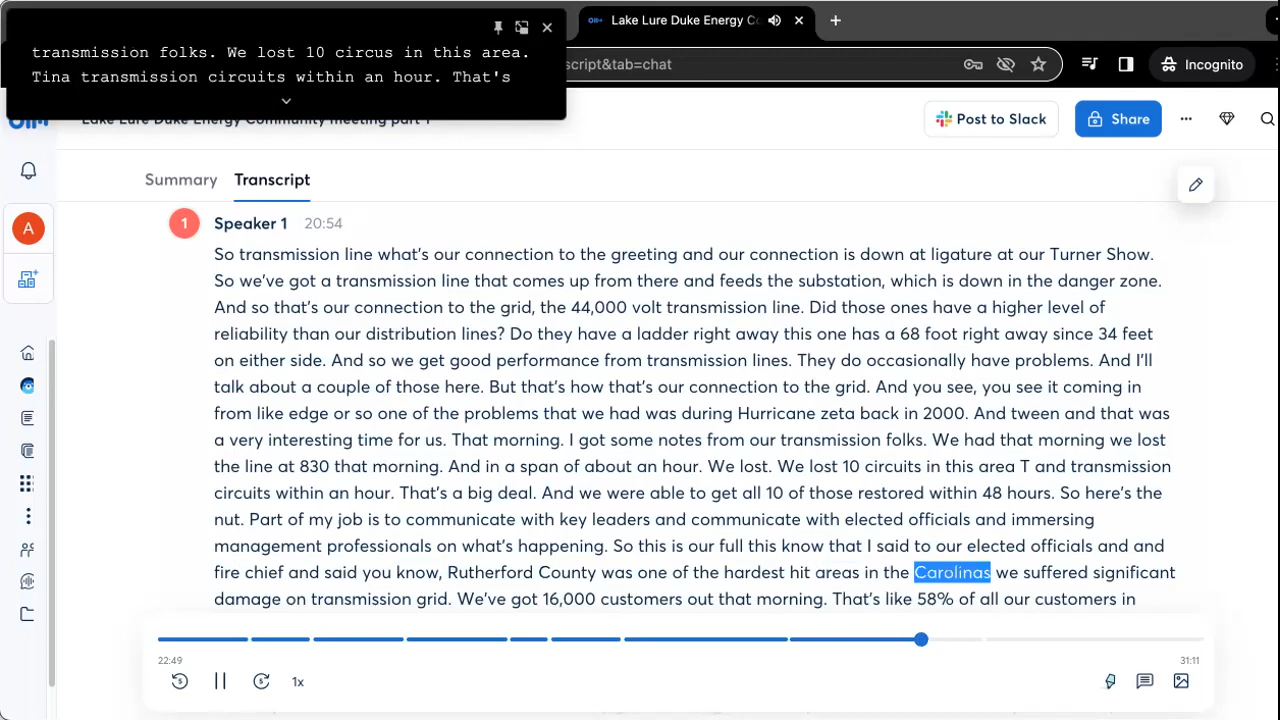 transmission folks. We lost 10 circus in this area.
Tina transmission circuits within an hour. That's
Lake Lure Duke Energy Co
script&tab=chat
Incognito
Lake Lure Duke Energy Community meeting part 1
Post to Slack
Share
Summary
Transcript
A
1
Speaker 1
20:54
So transmission line what's our connection to the greeting and our connection is down at ligature at our Turner Show.
So we've got a transmission line that comes up from there and feeds the substation, which is down in the danger zone.
And so that's our connection to the grid, the 44,000 volt transmission line. Did those ones have a higher level of
reliability than our distribution lines? Do they have a ladder right away this one has a 68 foot right away since 34 feet
on either side. And so we get good performance from transmission lines. They do occasionally have problems. And I'll
talk about a couple of those here. But that's how that's our connection to the grid. And you see, you see it coming in
from like edge or so one of the problems that we had was during Hurricane zeta back in 2000. And tween and that was
a very interesting time for us. That morning. I got some notes from our transmission folks. We had that morning we lost
the line at 830 that morning. And in a span of about an hour. We lost. We lost 10 circuits in this area T and transmission
circuits within an hour. That's a big deal. And we were able to get all 10 of those restored within 48 hours. So here's the
nut. Part of my job is to communicate with key leaders and communicate with elected officials and immersing
management professionals on what's happening. So this is our full this know that I said to our elected officials and and
fire chief and said you know, Rutherford County was one of the hardest hit areas in the Carolinas we suffered significant
damage on transmission grid. We've got 16,000 customers out that morning. That's like 58% of all our customers in
22:49
31:11
5
5
1x